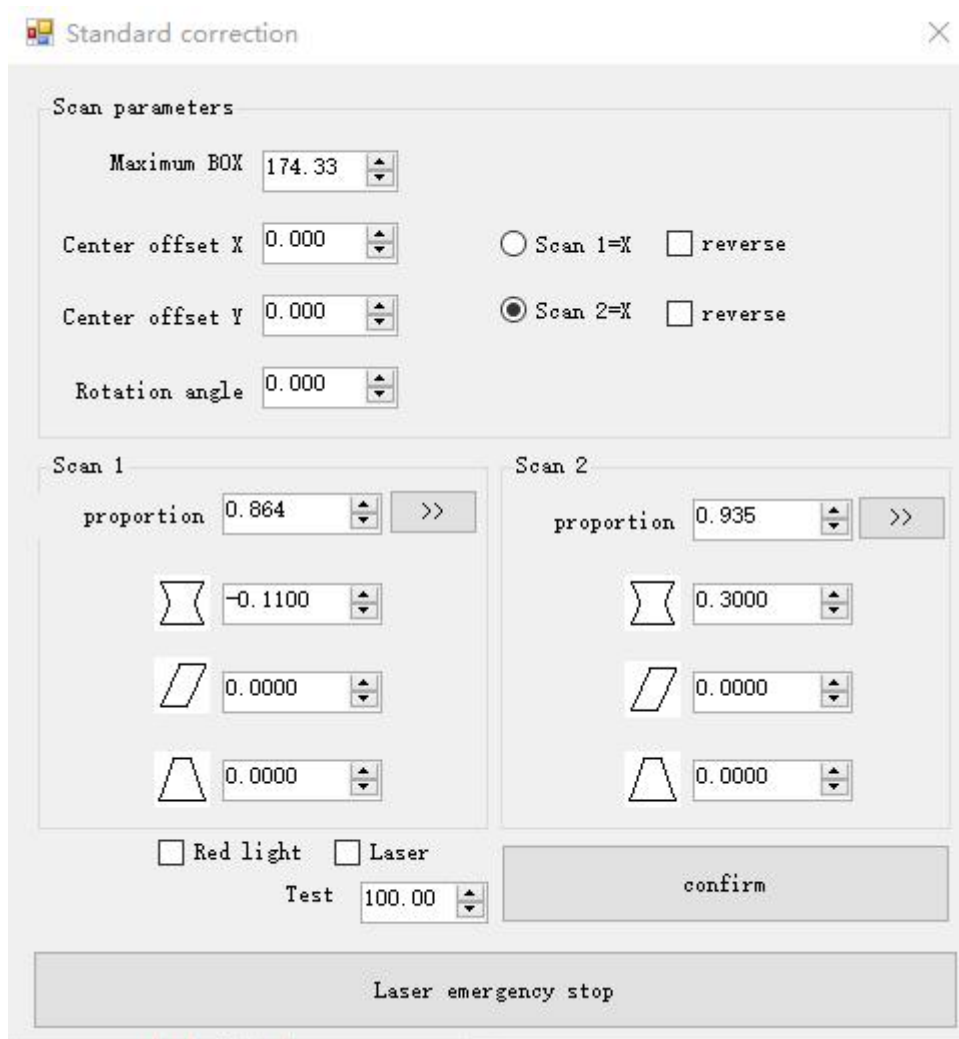 Standard correction
Scan parameters
Maximum BOX 174.33
Center offset X 0.000 Scan 1=X reverse
Center offset Y 0.000 Scan 2=X reverse
Rotation angle 0.000
Scan 1 Scan 2
proportion 0.864 >> proportion 0.935 >>
-0.1100 0.3000
0.0000 0.0000
0.0000 0.0000
Red light Laser
Test 100.00 confirm
Laser emergency stop